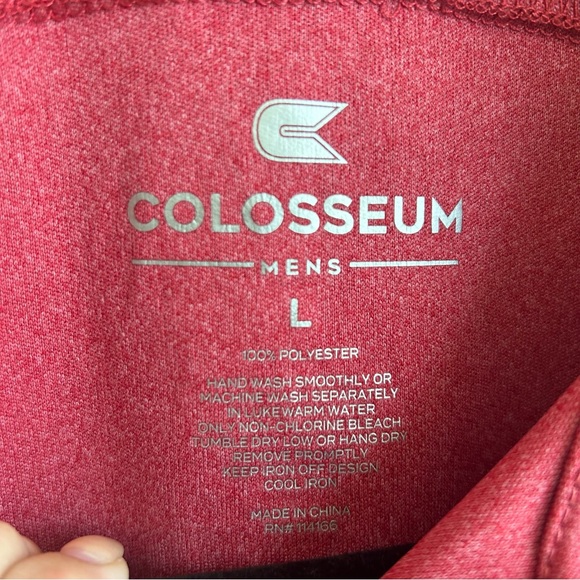 COLOSSEUM
MENS
L
100% POLYESTER
HAND WASH SMOOTHLY OR
MACHINE WASH SEPARATELY
IN LUKEWARM WATER
ONLY NON-CHLORINE BLEACH
TUMBLE DRY LOW OR HANG DRY
REMOVE PROMPTLY
KEEP IRON OFF DESIGN
COOL IRON
MADE IN CHINA
RN# 114166